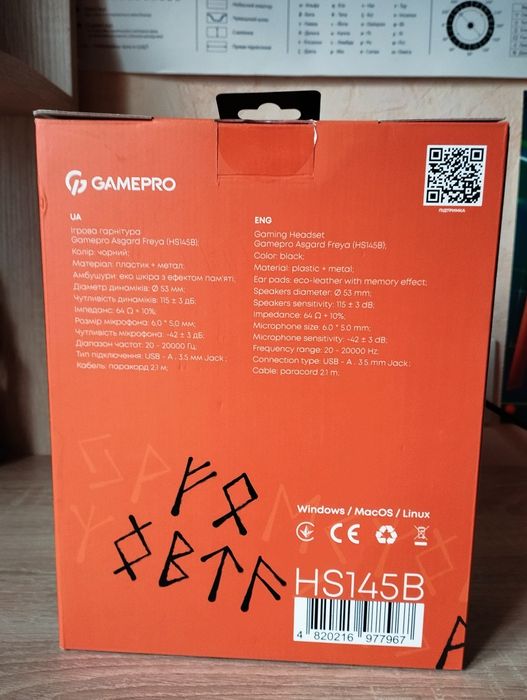 GAMEPRO
ПІДТРИМКА
UA
Ігрова гарнітура
Gamepro Asgard Freya (HS145B);
Колір: чорний;
Матеріал: пластик + метал;
Амбушури: еко шкіра з ефектом пам'яті;
Діаметр динаміків: Ø 53 мм;
Чутливість динаміків: 115 ± 3 дБ;
Імпеданс: 64 Ω + 10%;
Розмір мікрофона: 6.0 * 5.0 мм;
Чутливість мікрофона: -42 ± 3 дБ;
Діапазон частот: 20 - 20000 Гц;
Тип підключення: USB - A . 3.5 мм Jack ;
Кабель: паракорд 2.1 м;
ENG
Gaming Headset
Gamepro Asgard Freya (HS145B);
Color: black;
Material: plastic + metal;
Ear pads: eco-leather with memory effect;
Speakers diameter: Ø 53 mm;
Speakers sensitivity: 115 ± 3 dB;
Impedance: 64 Ω + 10%;
Microphone size: 6.0 * 5.0 mm;
Microphone sensitivity: -42 ± 3 dB;
Frequency range: 20 - 20000 Hz;
Connection type: USB - A . 3.5 mm Jack ;
Cable: paracord 2.1 m;
Windows / MacOS / Linux
CE
HS145B
4 820216 977967